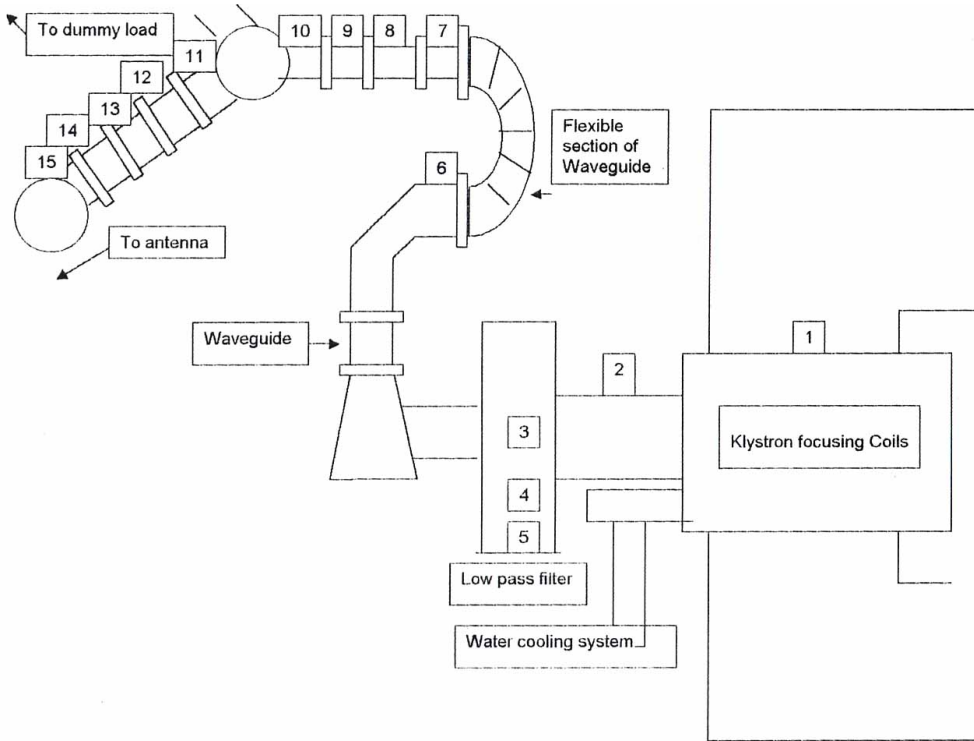 To dummy load
10
9
8
7
11
12
13
14
15
6
Flexible
section of
Waveguide
To antenna
Waveguide
1
2
3
4
5
Klystron focusing Coils
Low pass filter
Water cooling system